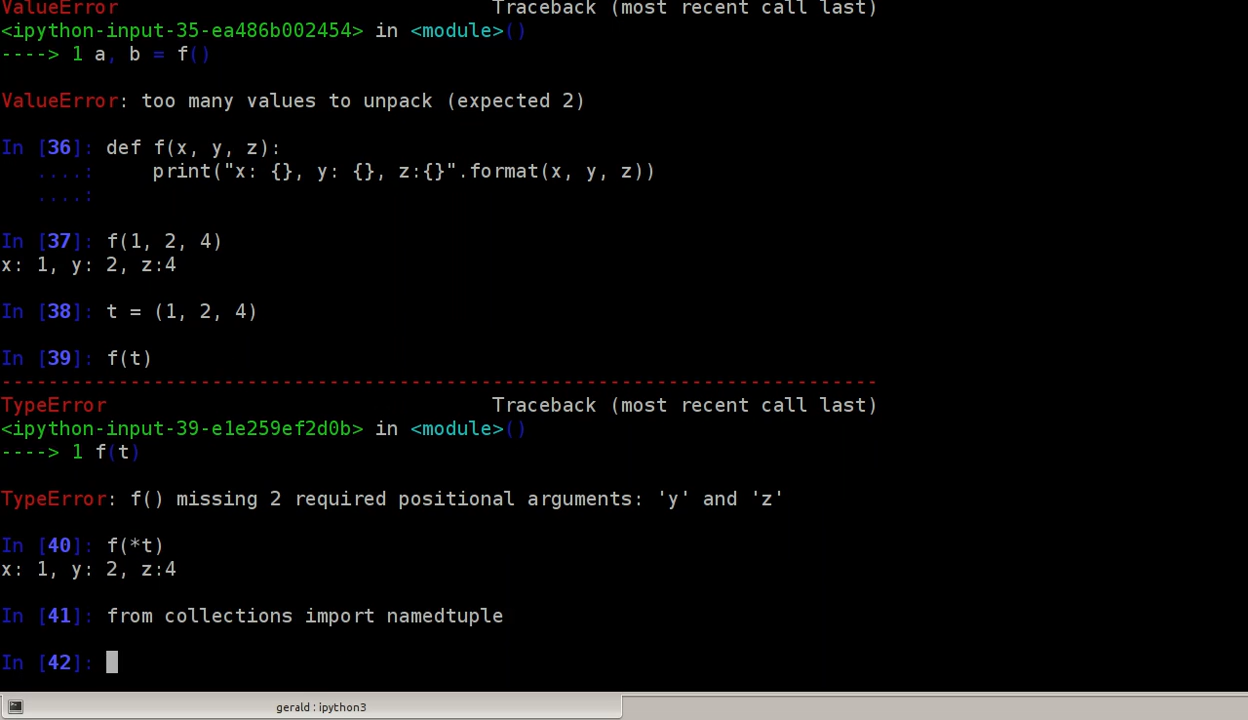 ValueError                                Traceback (most recent call last)
<ipython-input-35-ea486b002454> in <module>()
----> 1 a, b = f()
ValueError: too many values to unpack (expected 2)
In [36]: def f(x, y, z):
   ....:     print("x: {}, y: {}, z:{}".format(x, y, z))
   ....:
In [37]: f(1, 2, 4)
x: 1, y: 2, z:4
In [38]: t = (1, 2, 4)
In [39]: f(t)
---------------------------------------------------------------------------
TypeError                                 Traceback (most recent call last)
<ipython-input-39-e1e259ef2d0b> in <module>()
----> 1 f(t)
TypeError: f() missing 2 required positional arguments: 'y' and 'z'
In [40]: f(*t)
x: 1, y: 2, z:4
In [41]: from collections import namedtuple
In [42]:
gerald : ipython3